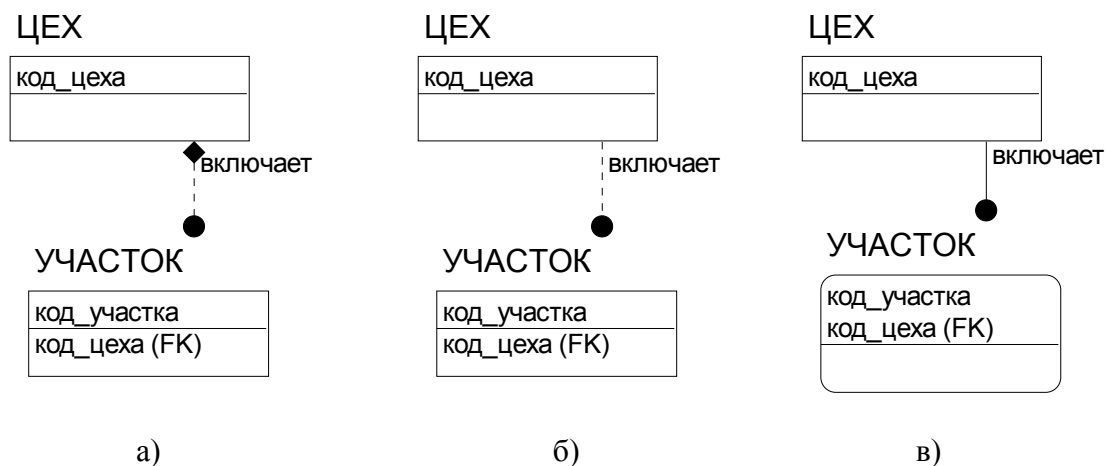 ЦЕХ
код_цеха
включает
УЧАСТОК
код_участка
код_цеха (FK)
а)
ЦЕХ
код_цеха
включает
УЧАСТОК
код_участка
код_цеха (FK)
б)
ЦЕХ
код_цеха
включает
УЧАСТОК
код_участка
код_цеха (FK)
в)